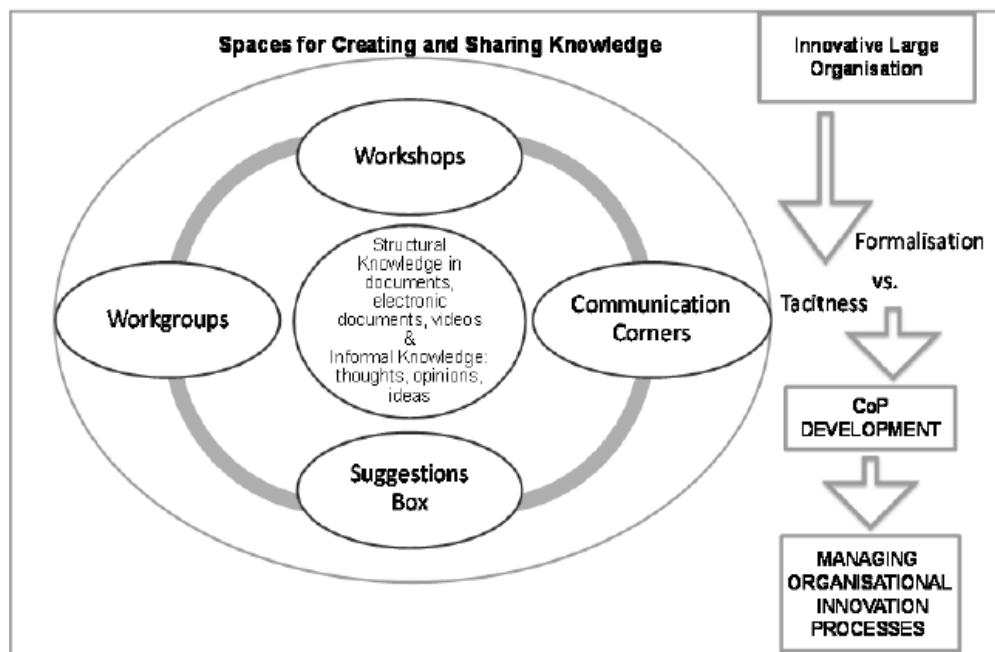 Spaces for Creating and Sharing Knowledge
Workshops
Workgroups
Structural
Knowledge in
documents,
electronic
documents, videos
&
Informal Knowledge:
thoughts, opinions,
ideas
Communication
Corners
Suggestions
Box
Innovative Large
Organisation
Formalisation
vs.
Tacitness
CoP
DEVELOPMENT
MANAGING
ORGANISATIONAL
INNOVATION
PROCESSES